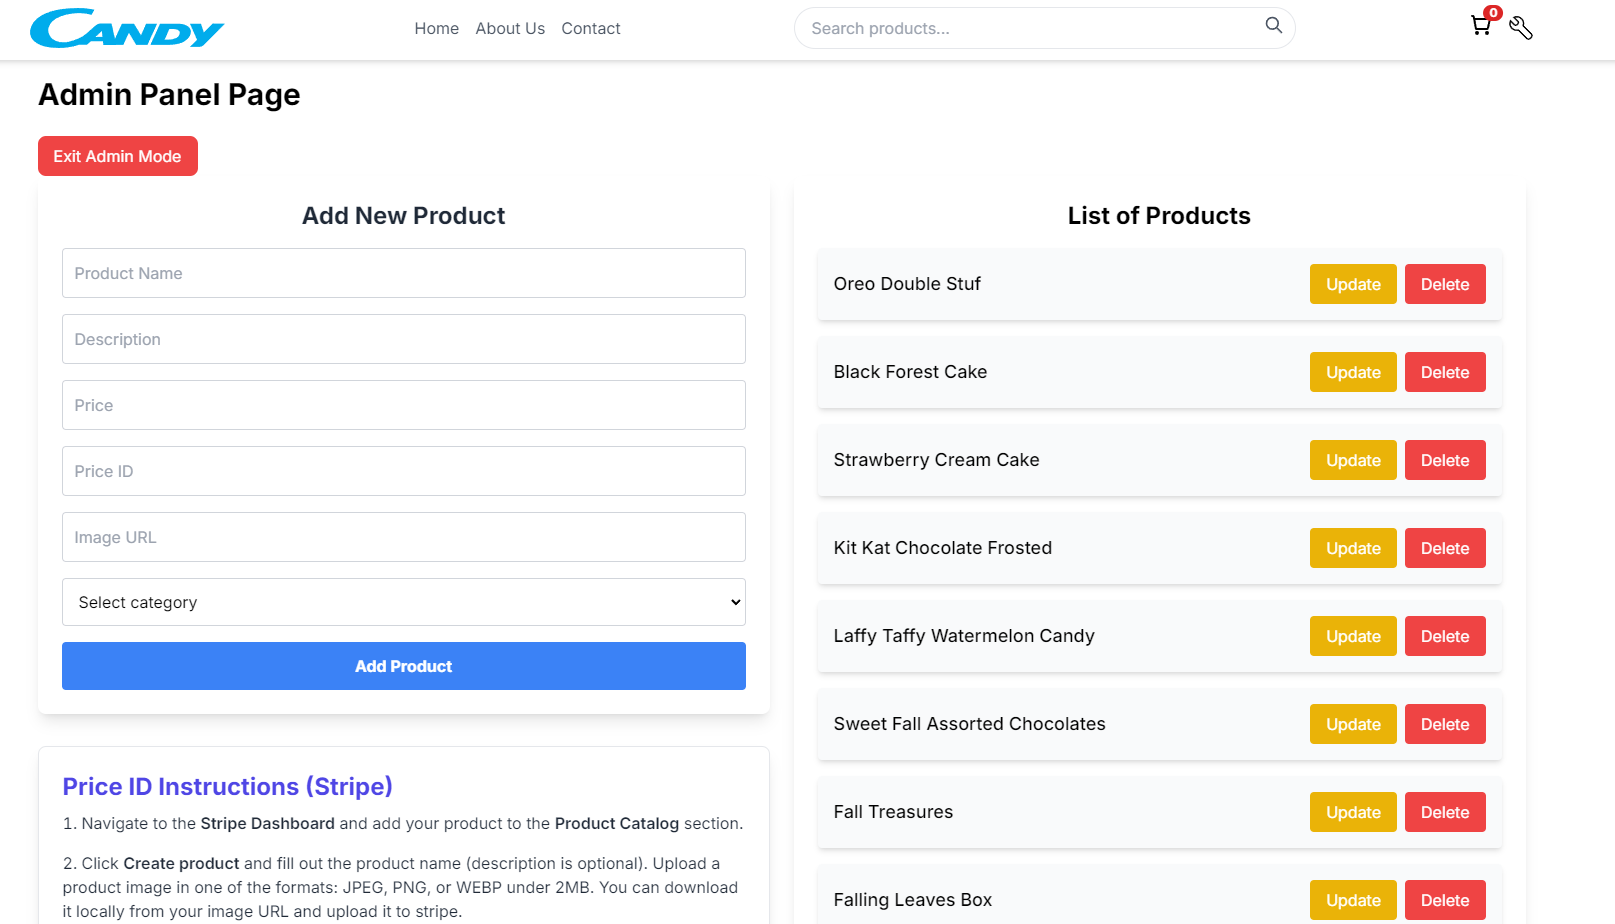 CANDY
Home About Us Contact
Search products...
0
Admin Panel Page
Exit Admin Mode
Add New Product
Product Name
Description
Price
Price ID
Image URL
Select category
Add Product
Price ID Instructions (Stripe)
1. Navigate to the Stripe Dashboard and add your product to the Product Catalog section.
2. Click Create product and fill out the product name (description is optional). Upload a
product image in one of the formats: JPEG, PNG, or WEBP under 2MB. You can download
it locally from your image URL and upload it to stripe.
List of Products
Oreo Double Stuf Update Delete
Black Forest Cake Update Delete
Strawberry Cream Cake Update Delete
Kit Kat Chocolate Frosted Update Delete
Laffy Taffy Watermelon Candy Update Delete
Sweet Fall Assorted Chocolates Update Delete
Fall Treasures Update Delete
Falling Leaves Box Update Delete